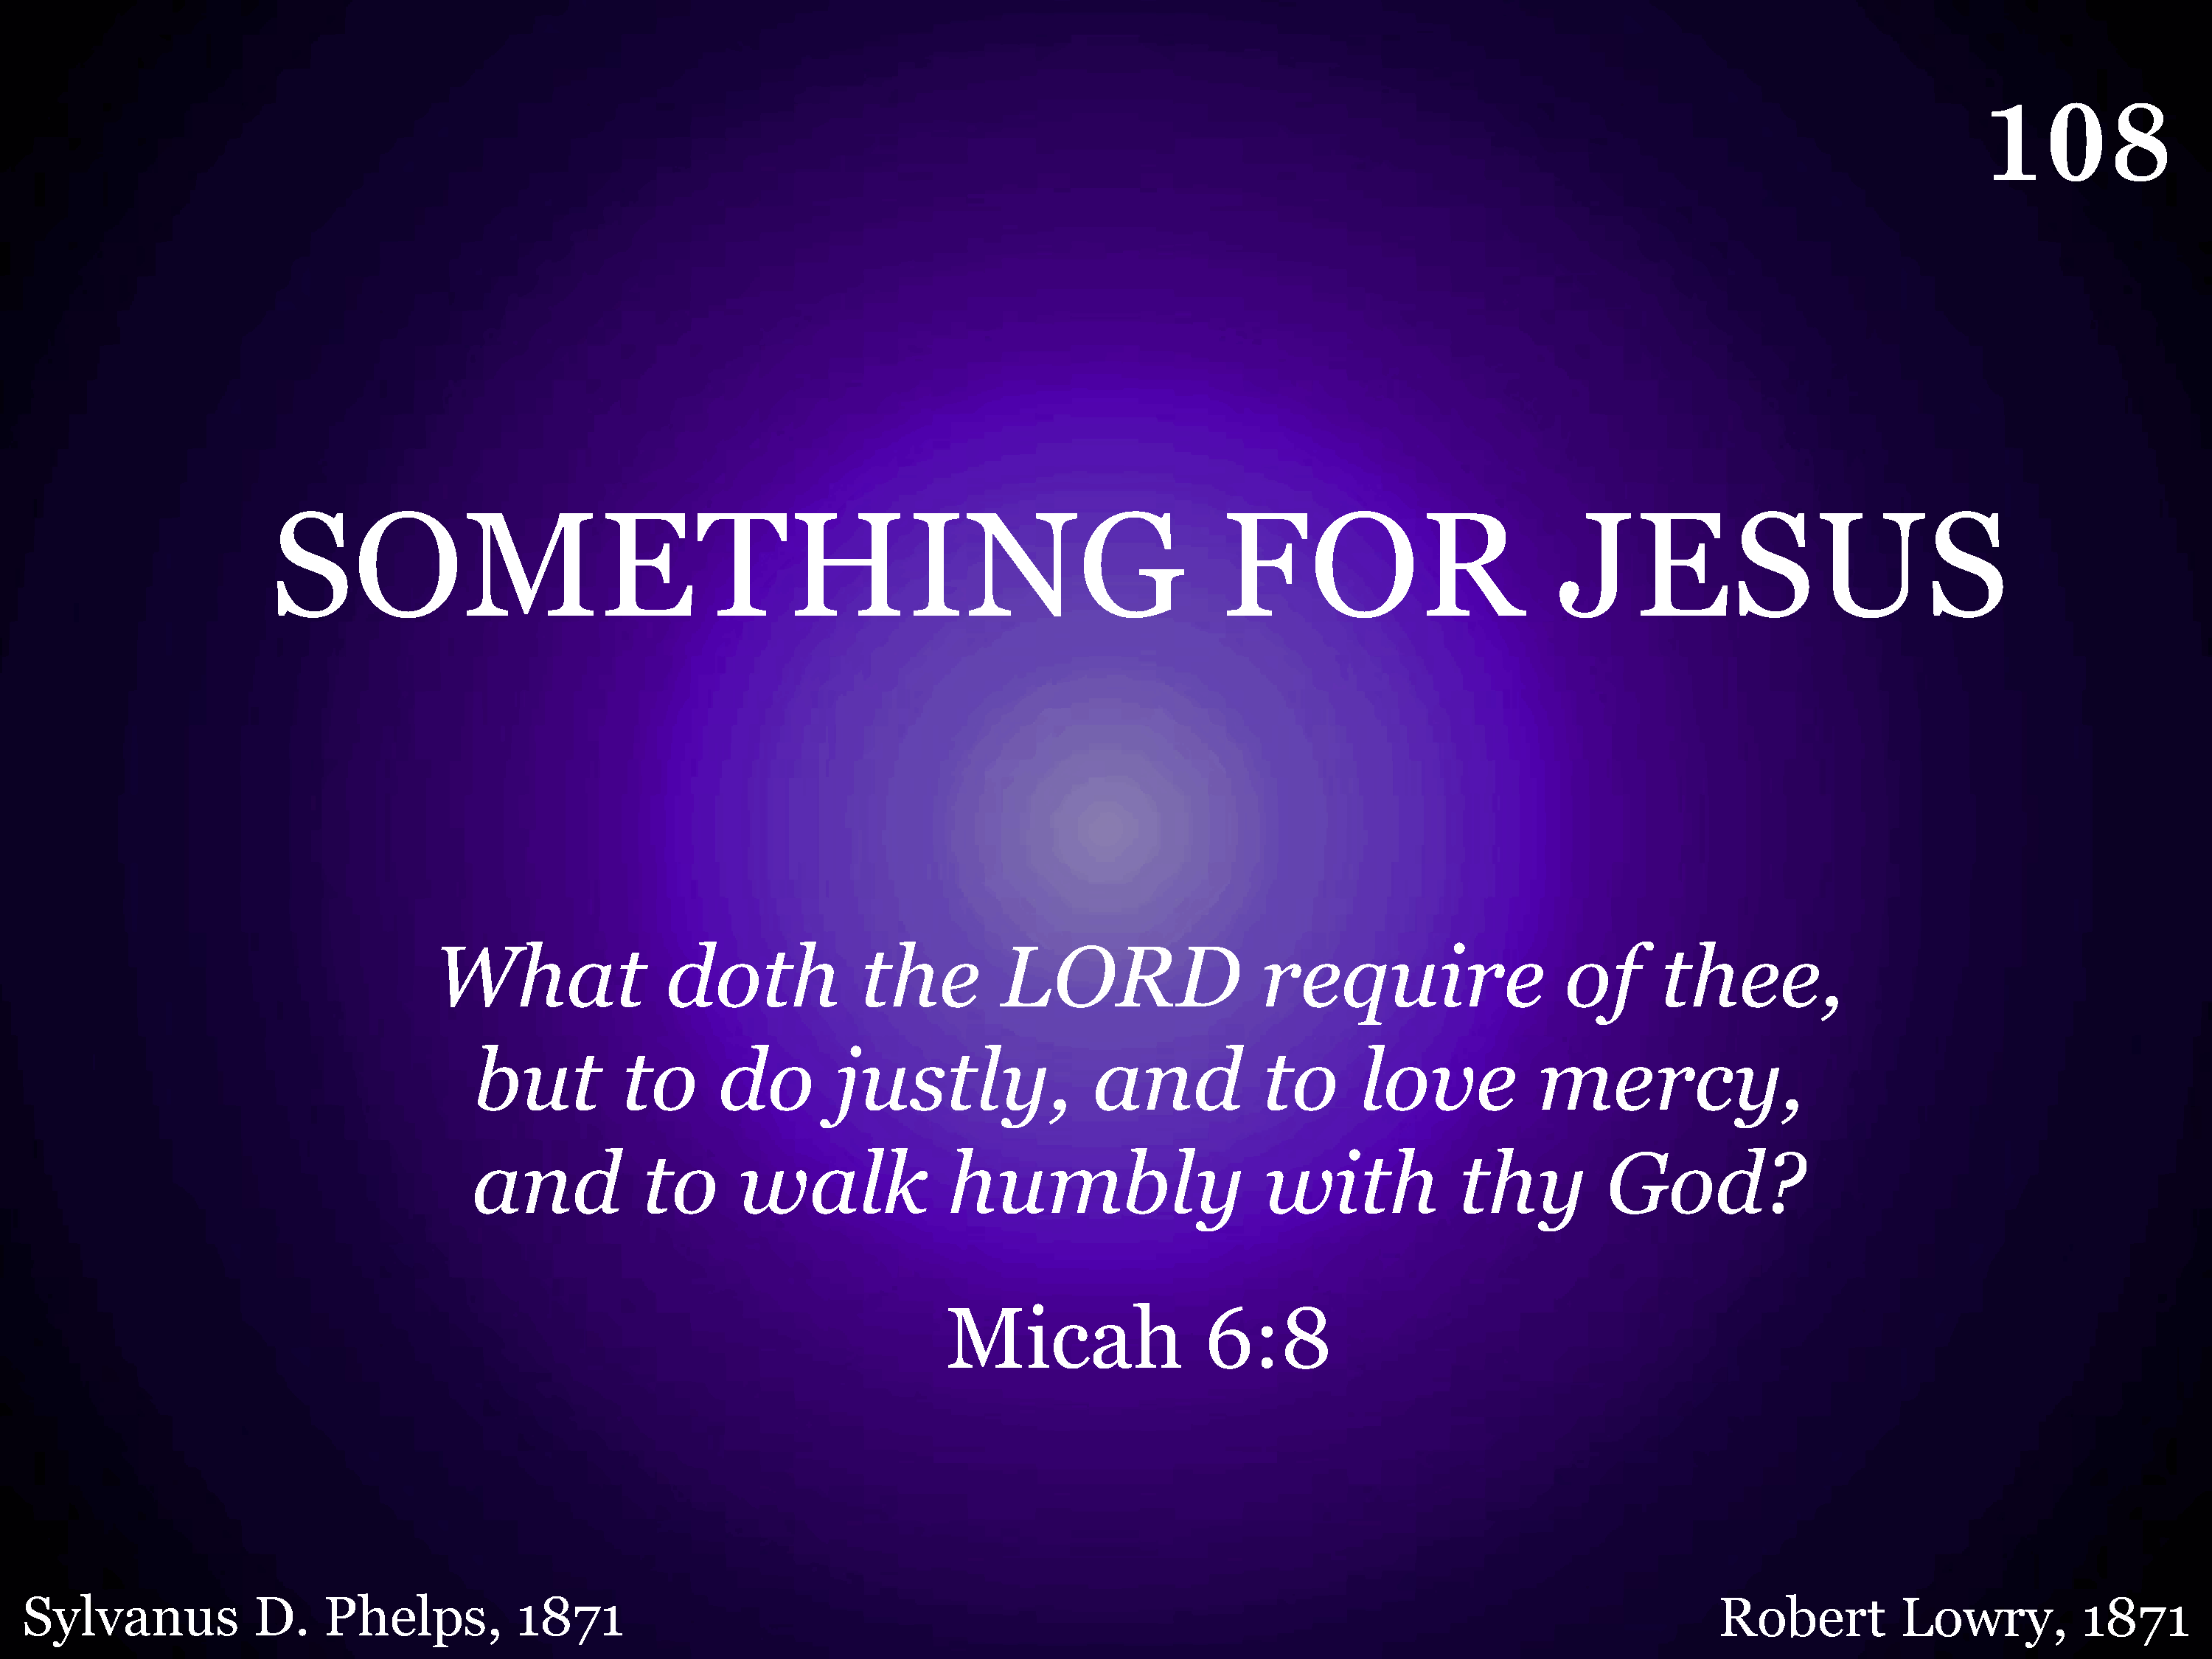 108
SOMETHING FOR JESUS
What doth the LORD require of thee,
but to do justly, and to love mercy,
and to walk humbly with thy God?
Micah 6:8
Sylvanus D. Phelps, 1871
Robert Lowry, 1871